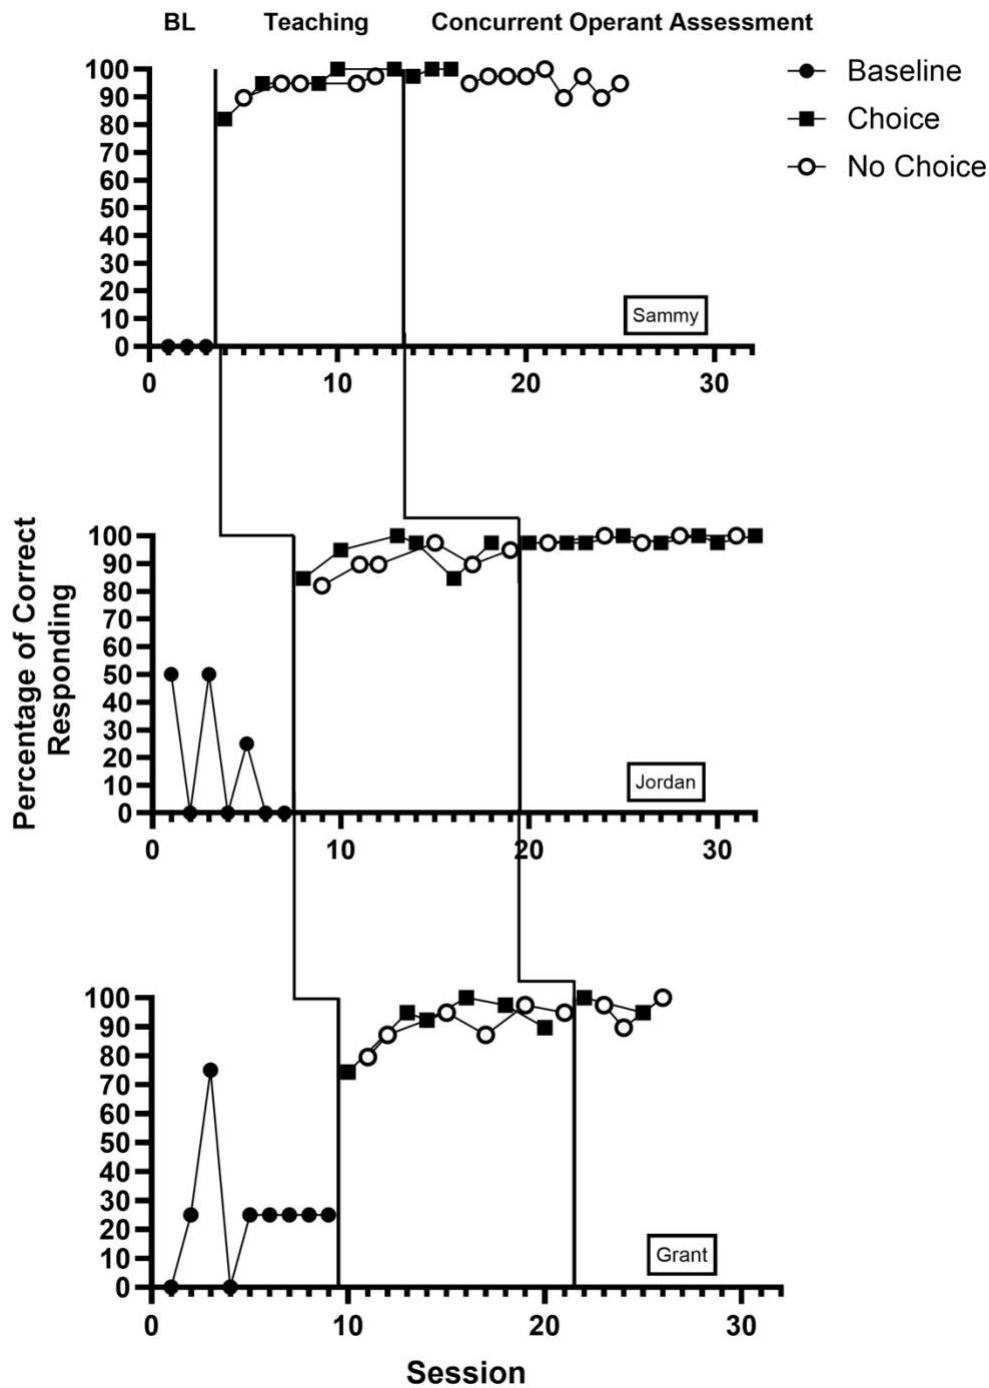 BL Teaching Concurrent Operant Assessment
Baseline
Choice
No Choice
100
90
80
70
60
50
40
30
20
10
0
Sammy
0 10 20 30
Percentage of Correct
Responding
100
90
80
70
60
50
40
30
20
10
0
Jordan
0 10 20 30
100
90
80
70
60
50
40
30
20
10
0
Grant
0 10 20 30
Session